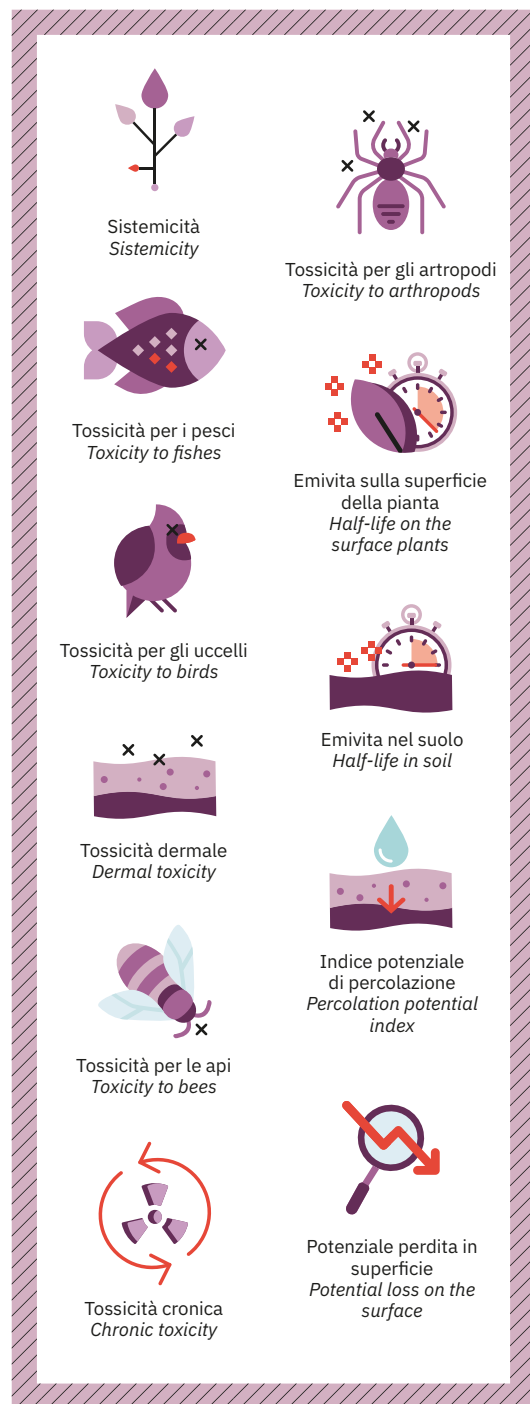 Sistemicità
Sistemicity
Tossicità per i pesci
Toxicity to fishes
Tossicità per gli uccelli
Toxicity to birds
Tossicità dermale
Dermal toxicity
Tossicità per le api
Toxicity to bees
Tossicità cronica
Chronic toxicity
Tossicità per gli artropodi
Toxicity to arthropods
Emivita sulla superficie
della pianta
Half-life on the
surface plants
Emivita nel suolo
Half-life in soil
Indice potenziale
di percolazione
Percolation potential
index
Potenziale perdita in
superficie
Potential loss on the
surface